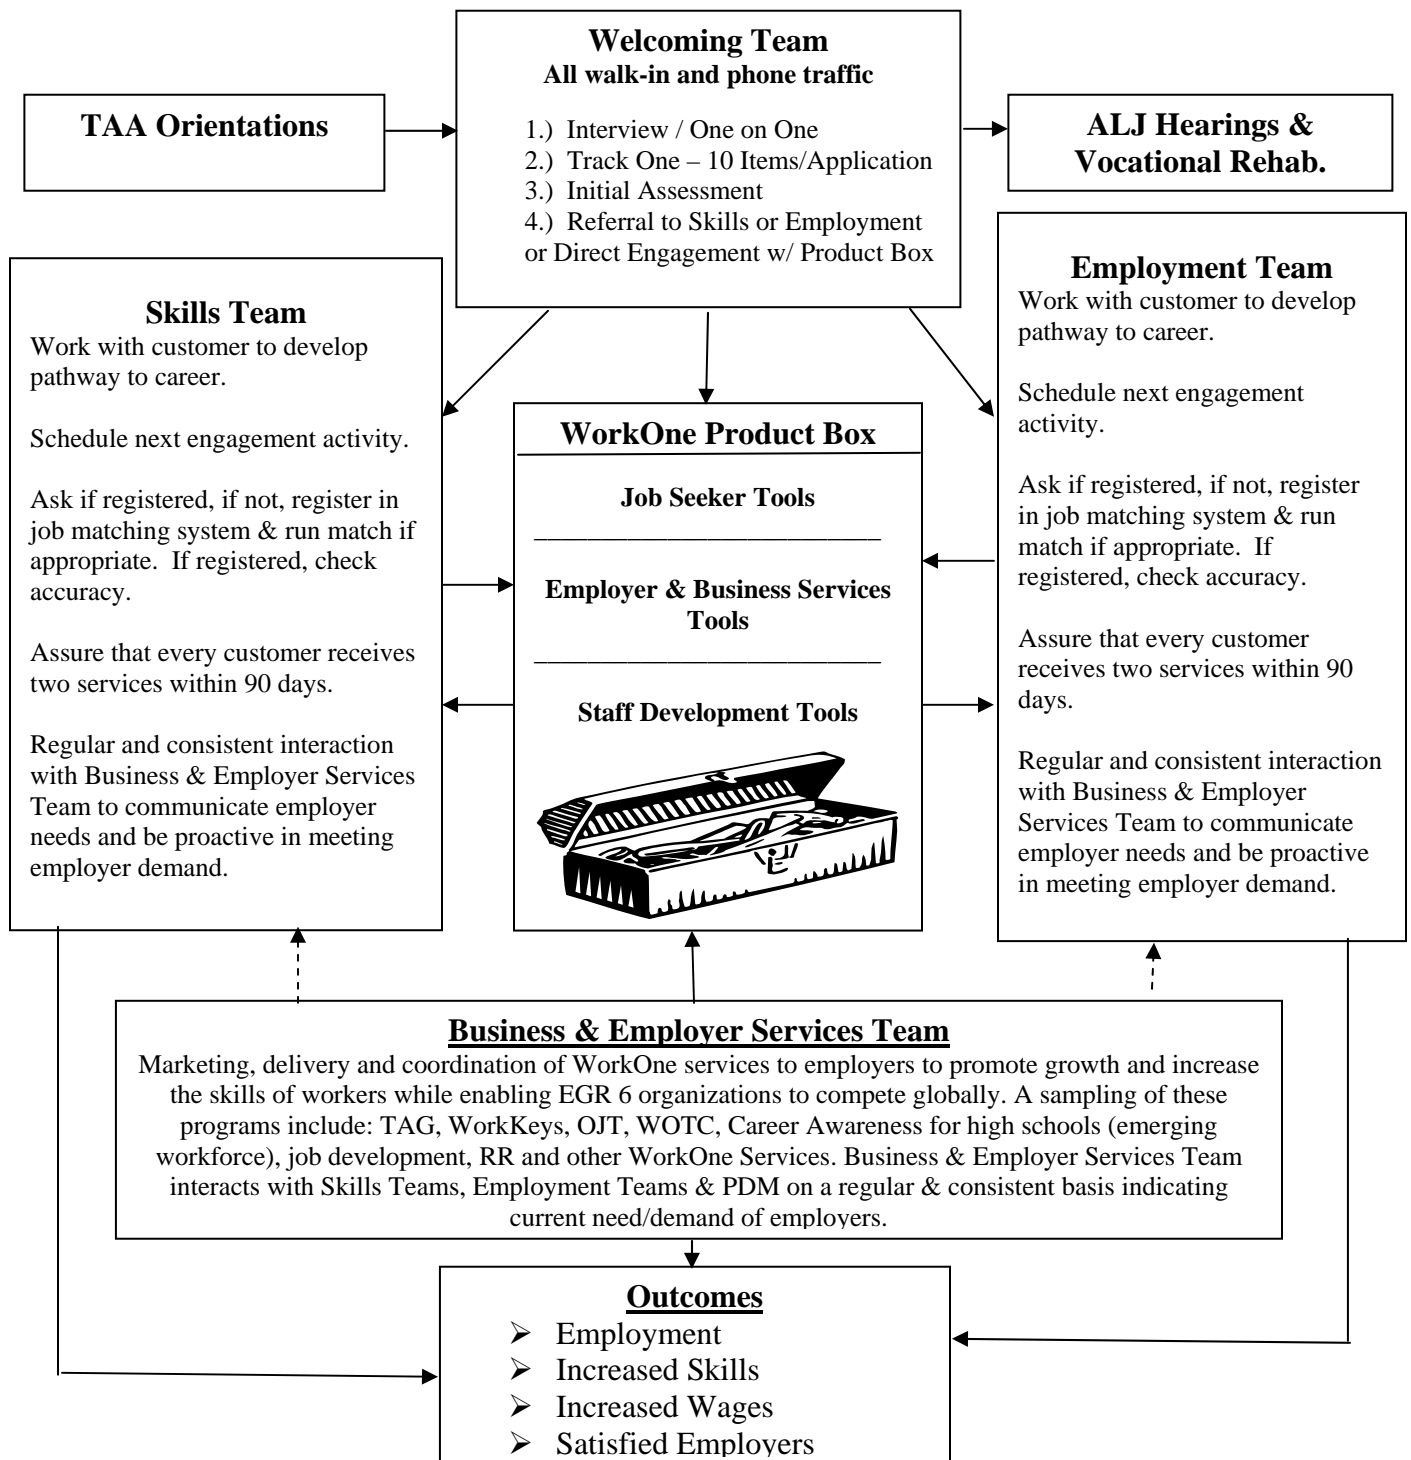 Welcoming Team
All walk-in and phone traffic
1.) Interview / One on One
2.) Track One – 10 Items/Application
3.) Initial Assessment
4.) Referral to Skills or Employment
or Direct Engagement w/ Product Box
TAA Orientations
ALJ Hearings &
Vocational Rehab.
Skills Team
Work with customer to develop
pathway to career.
Schedule next engagement activity.
Ask if registered, if not, register in
job matching system & run match if
appropriate. If registered, check
accuracy.
Assure that every customer receives
two services within 90 days.
Regular and consistent interaction
with Business & Employer Services
Team to communicate employer
needs and be proactive in meeting
employer demand.
WorkOne Product Box
Job Seeker Tools
Employer & Business Services
Tools
Staff Development Tools
Employment Team
Work with customer to develop
pathway to career.
Schedule next engagement
activity.
Ask if registered, if not, register
in job matching system & run
match if appropriate. If
registered, check accuracy.
Assure that every customer
receives two services within 90
days.
Regular and consistent interaction
with Business & Employer
Services Team to communicate
employer needs and be proactive
in meeting employer demand.
Business & Employer Services Team
Marketing, delivery and coordination of WorkOne services to employers to promote growth and increase
the skills of workers while enabling EGR 6 organizations to compete globally. A sampling of these
programs include: TAG, WorkKeys, OJT, WOTC, Career Awareness for high schools (emerging
workforce), job development, RR and other WorkOne Services. Business & Employer Services Team
interacts with Skills Teams, Employment Teams & PDM on a regular & consistent basis indicating
current need/demand of employers.
Outcomes
➢ Employment
➢ Increased Skills
➢ Increased Wages
➢ Satisfied Employers